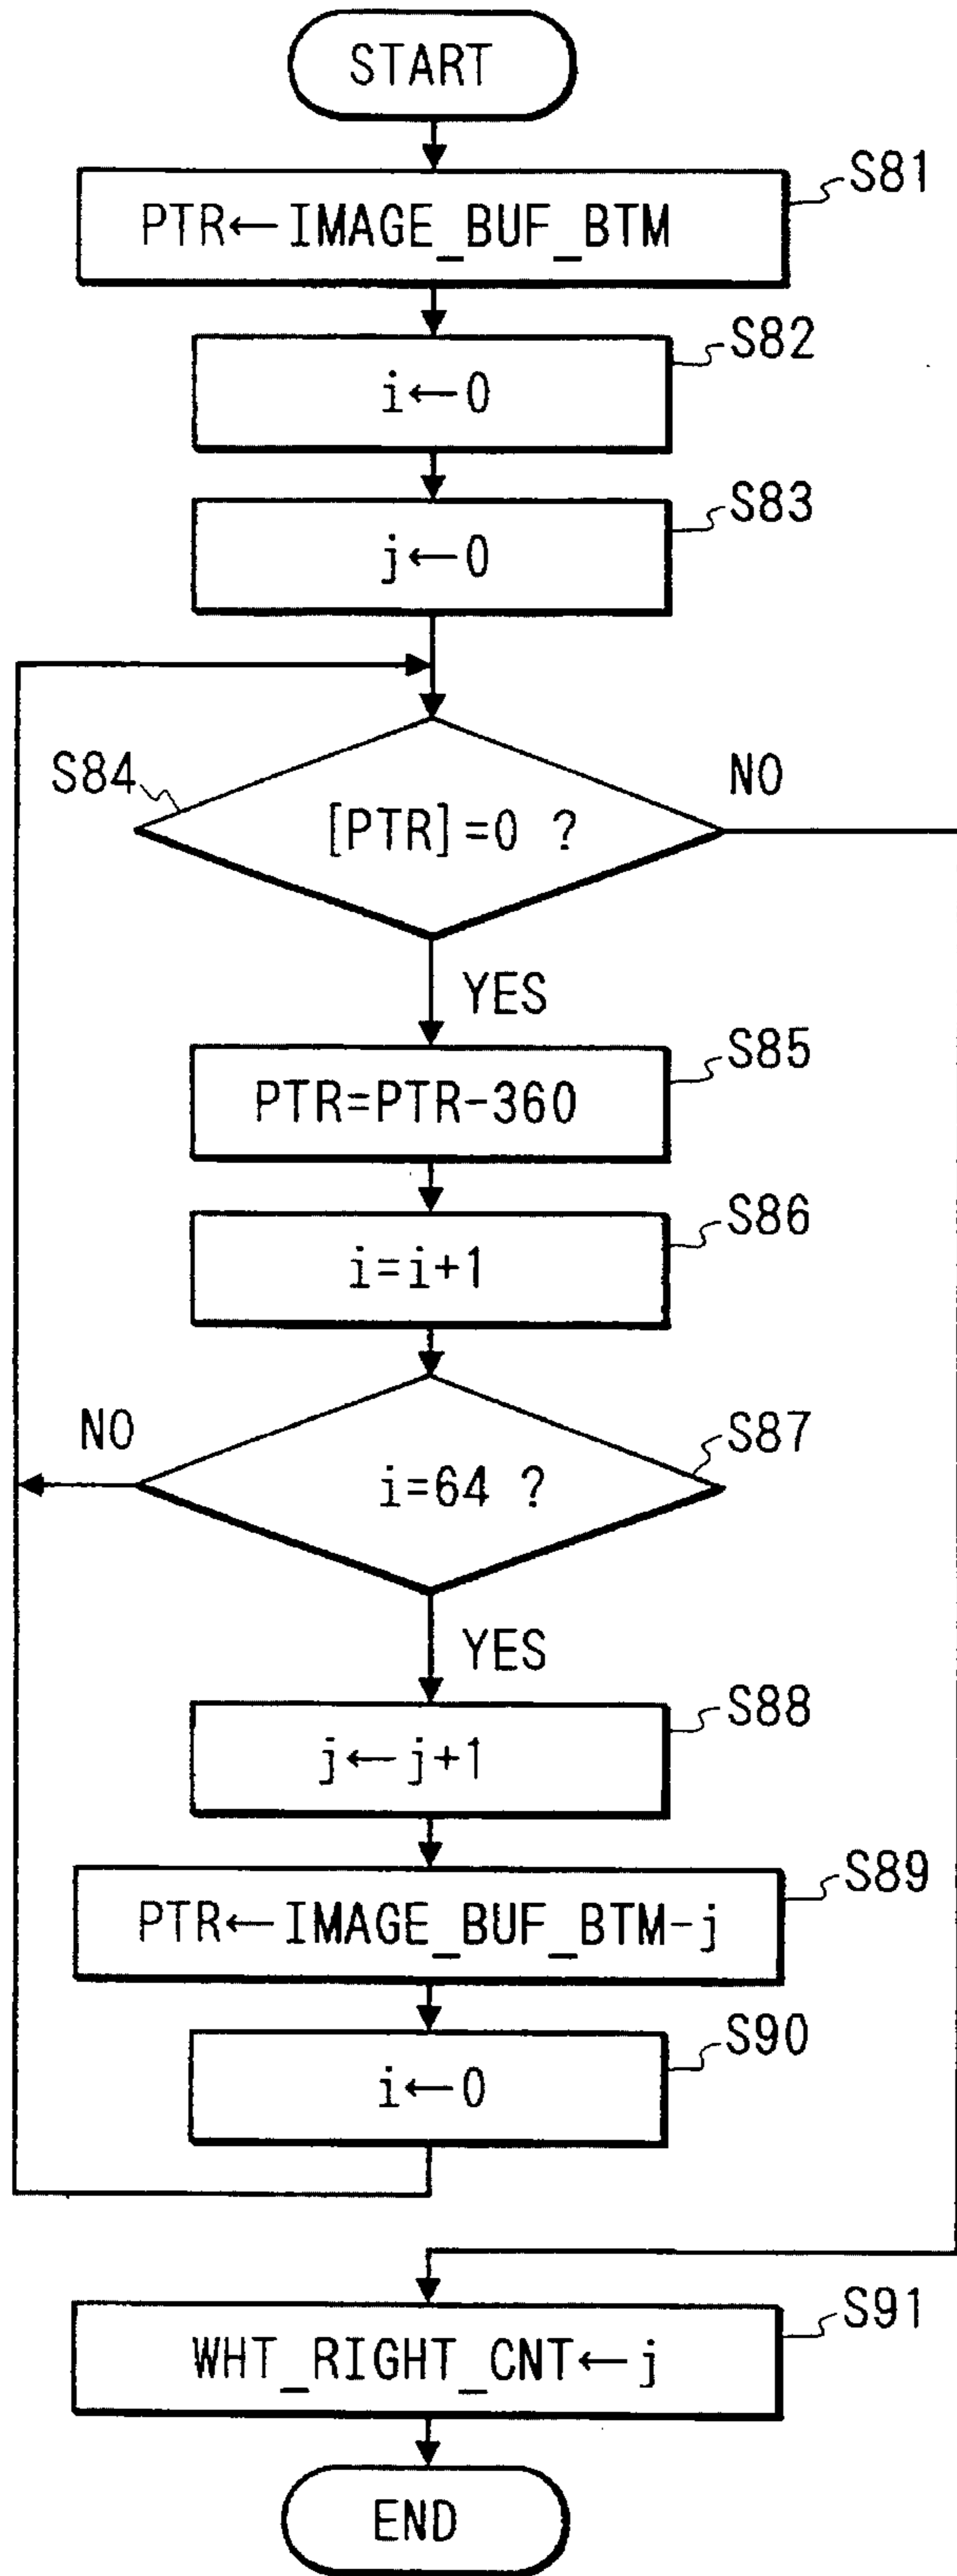 START
S81
PTR←IMAGE_BUF_BTM
S82
i←0
S83
j←0
S84
[PTR]=0 ?
NO
YES
S85
PTR=PTR-360
S86
i=i+1
S87
NO
i=64 ?
YES
S88
j←j+1
S89
PTR←IMAGE_BUF_BTM-j
S90
i←0
S91
WHT_RIGHT_CNT←j
END